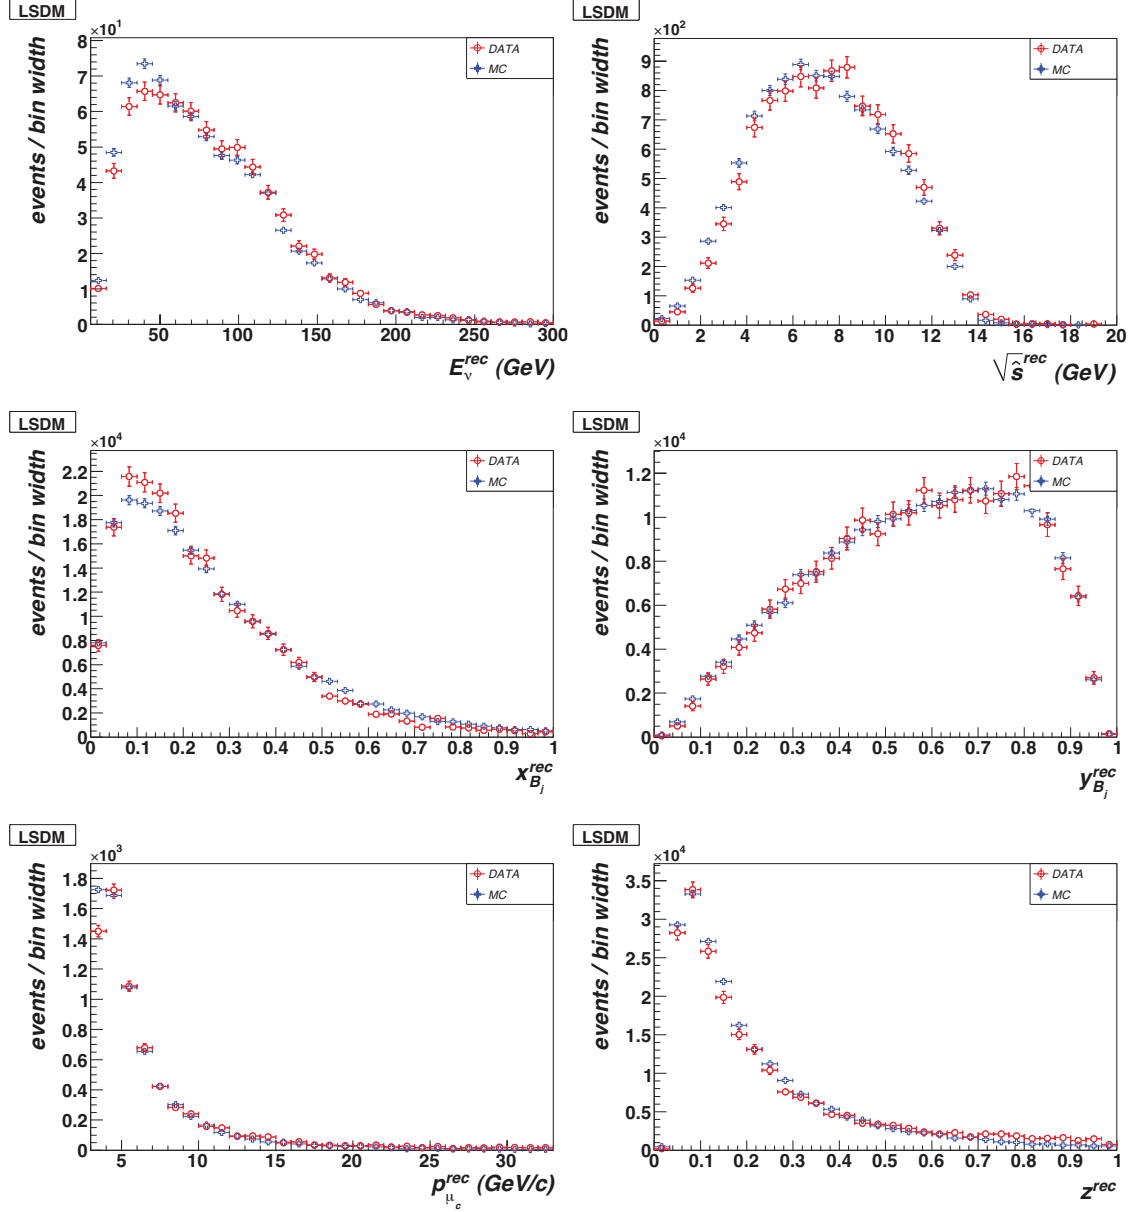 LSDM
×10¹
events / bin width
DATA
MC
80
70
60
50
40
30
20
10
0
50 100 150 200 250 300
E_ν^rec (GeV)
LSDM
×10²
events / bin width
DATA
MC
9
8
7
6
5
4
3
2
1
0
0 2 4 6 8 10 12 14 16 18 20
√ŝ^rec (GeV)
LSDM
×10⁴
events / bin width
DATA
MC
2.2
2
1.8
1.6
1.4
1.2
1
0.8
0.6
0.4
0.2
0
0 0.1 0.2 0.3 0.4 0.5 0.6 0.7 0.8 0.9 1
x_Bj^rec
LSDM
×10⁴
events / bin width
DATA
MC
1.2
1
0.8
0.6
0.4
0.2
0
0 0.1 0.2 0.3 0.4 0.5 0.6 0.7 0.8 0.9 1
y_Bj^rec
LSDM
×10³
events / bin width
DATA
MC
1.8
1.6
1.4
1.2
1
0.8
0.6
0.4
0.2
0
5 10 15 20 25 30
p_μc^rec (GeV/c)
LSDM
×10⁴
events / bin width
DATA
MC
3.5
3
2.5
2
1.5
1
0.5
0
0 0.1 0.2 0.3 0.4 0.5 0.6 0.7 0.8 0.9 1
z^rec